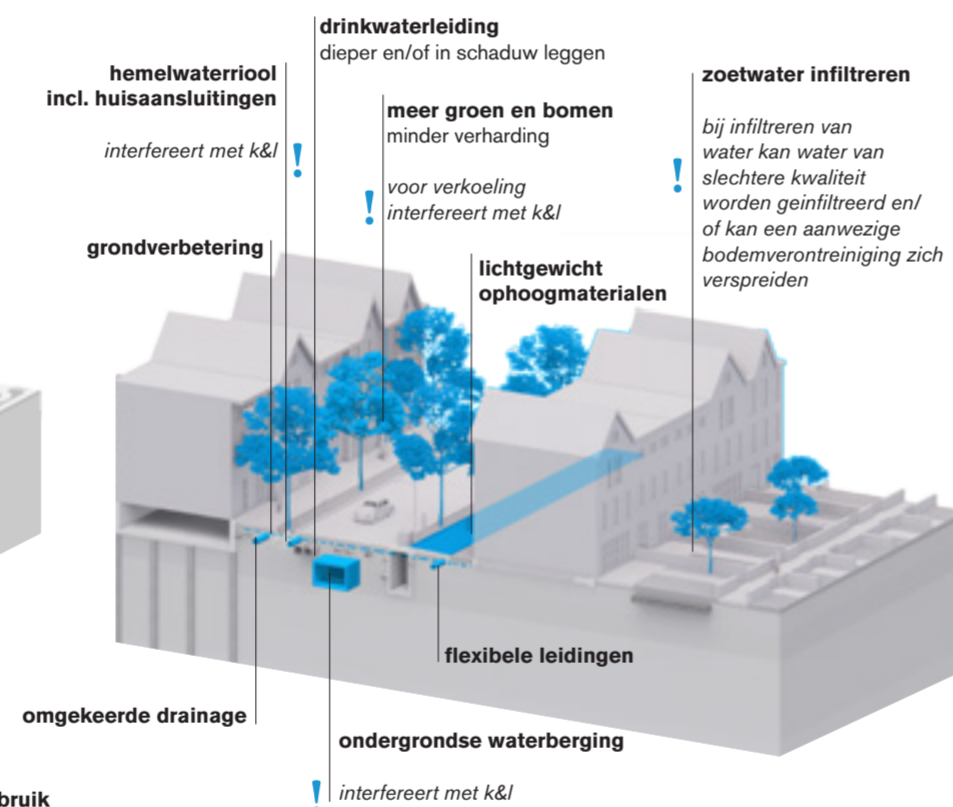 drinkwaterleiding
dieper en/of in schaduw leggen
hemelwaterriool
incl. huisaansluitingen
interfereert met k&l
!
meer groen en bomen
minder verharding
voor verkoeling
! interfereert met k&l
zoetwater infiltreren
bij infiltreren van
water kan water van
! slechtere kwaliteit
worden geinfiltreerd en/
of kan een aanwezige
bodemverontreiniging zich
verspreiden
grondverbetering
lichtgewicht
ophoogmaterialen
flexibele leidingen
omgekeerde drainage
ondergrondse waterberging
! interfereert met k&l
bruik